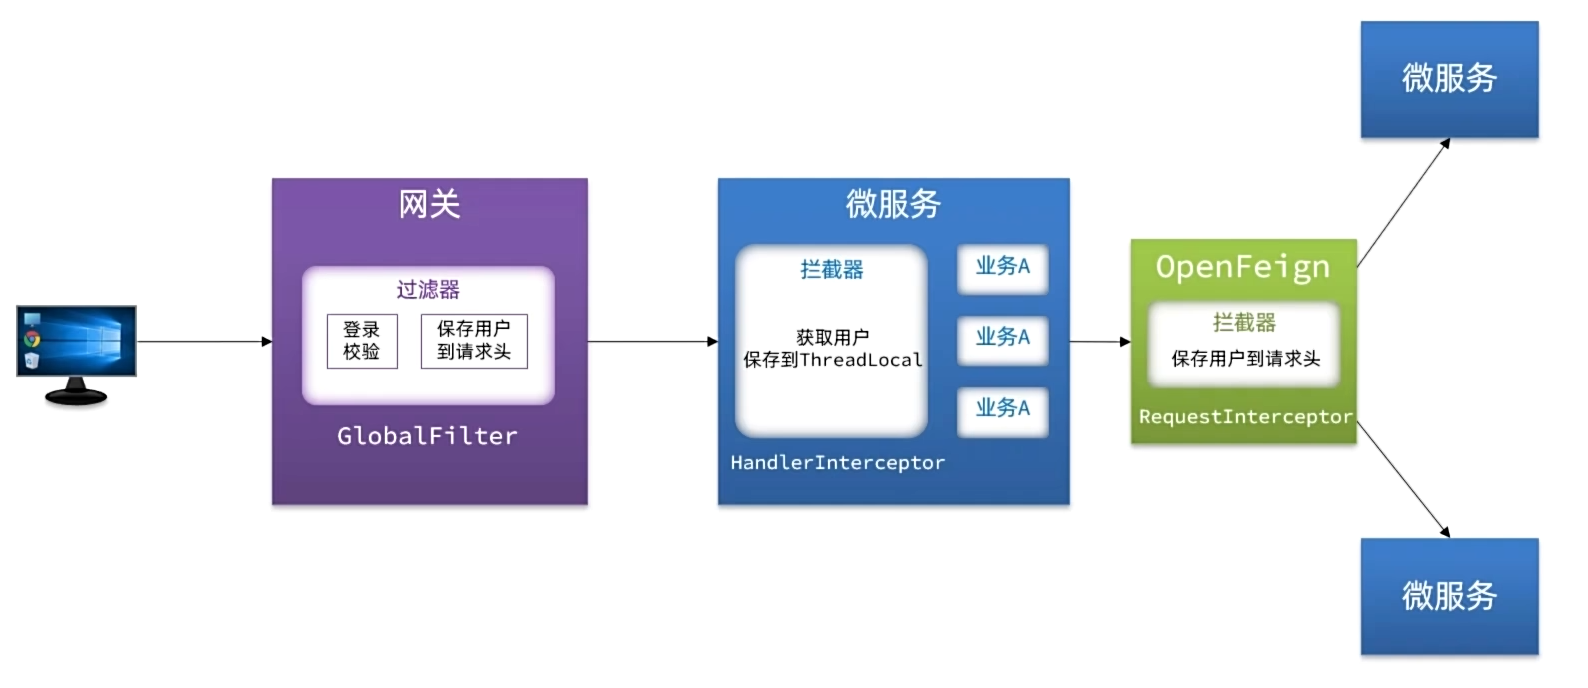 网关
过滤器
登录
校验
保存用户
到请求头
GlobalFilter
微服务
拦截器
获取用户
保存到ThreadLocal
业务A
业务A
业务A
HandlerInterceptor
OpenFeign
拦截器
保存用户到请求头
RequestInterceptor
微服务
微服务